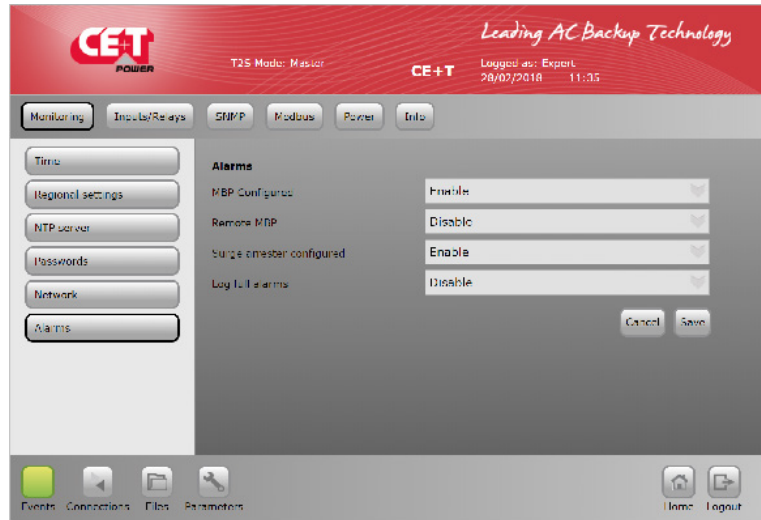 CE+T
POWER
Leading AC Backup Technology
T2S Mode: Master
CE+T
Logged as: Expert
28/02/2018 11:35
Monitoring Inputs/Relays SNMP Modbus Power Info
Time
Regional settings
NTP server
Passwords
Network
Alarms
Alarms
MBP Configured Enable
Remote MBP Disable
Surge arrester configured Enable
Log full alarms Disable
Cancel Save
Events Connections Files Parameters Home Logout